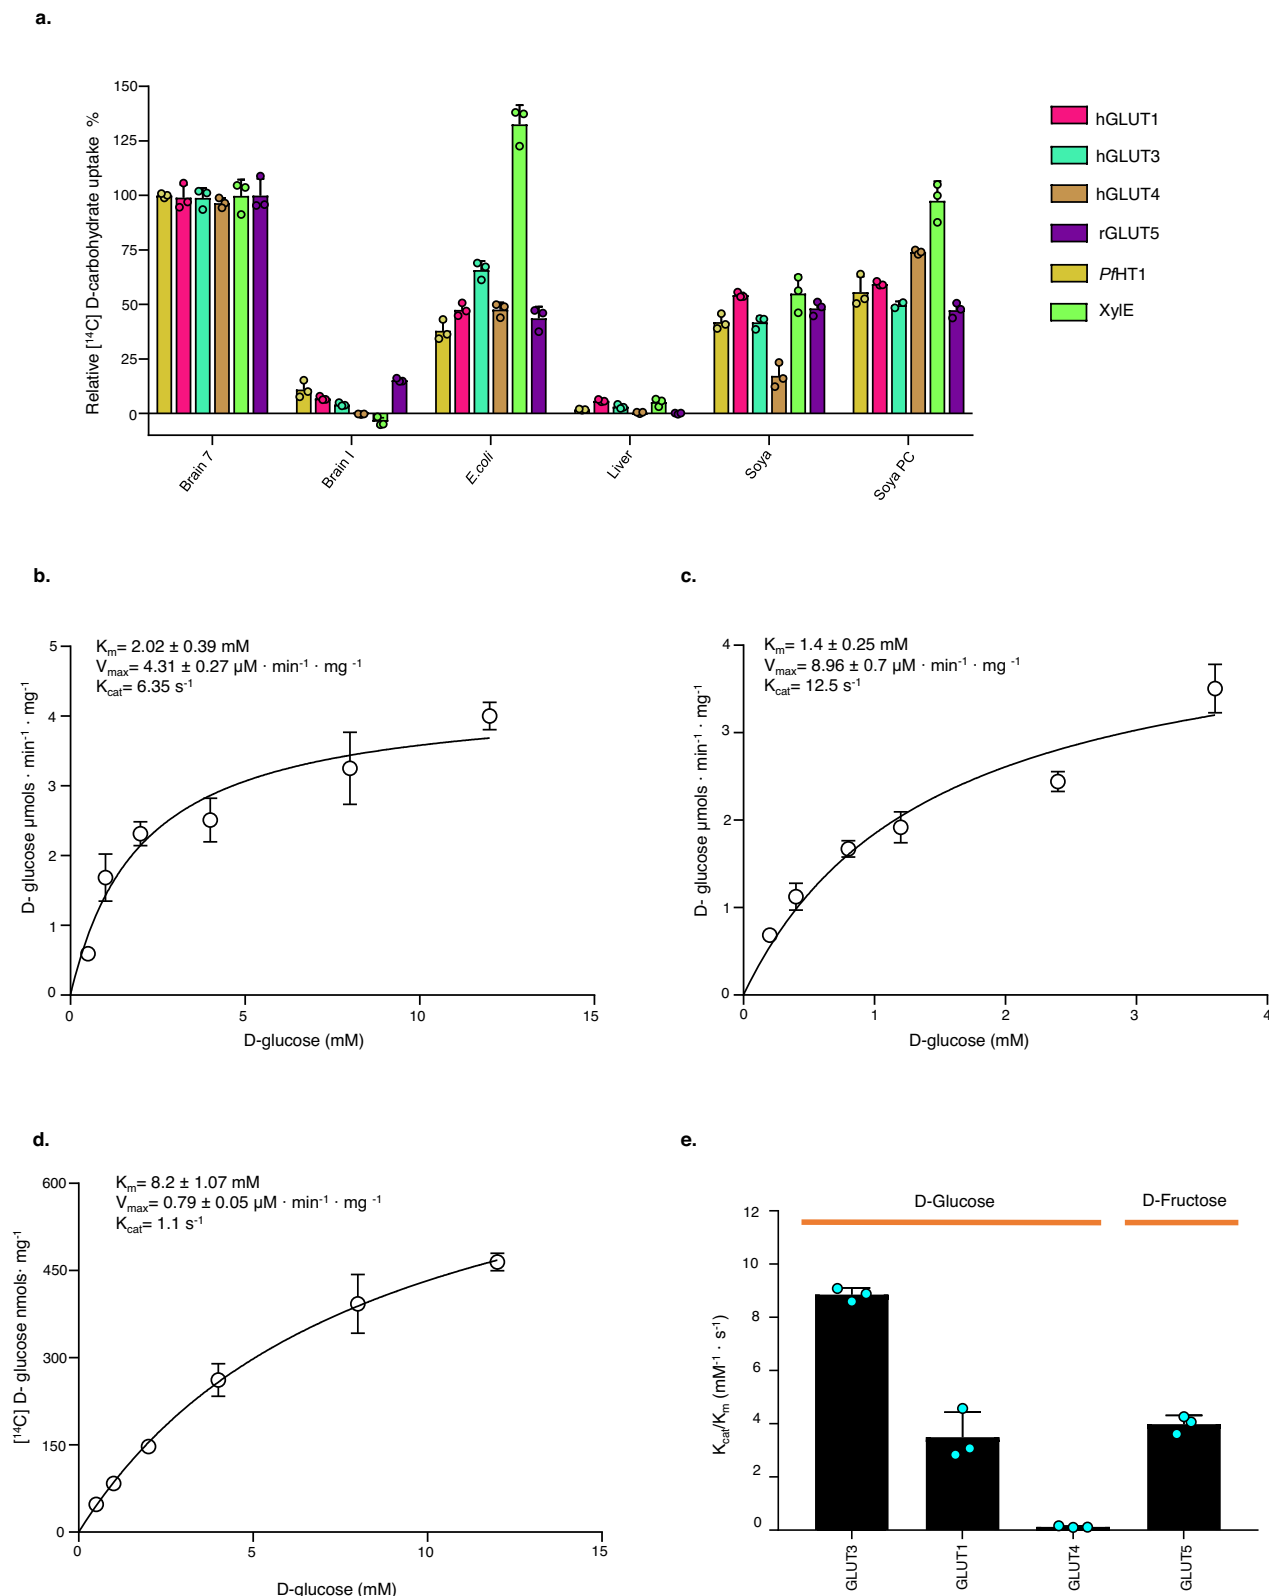 a.
150
125
100
75
50
25
0
Relative [¹⁴C] D-carbohydrate uptake %
Brain 7
Brain I
E.coli
Liver
Soya
Soya PC
hGLUT1
hGLUT3
hGLUT4
rGLUT5
PfHT1
XylE
b.
Kₘ= 2.02 ± 0.39 mM
Vmax= 4.31 ± 0.27 µM · min⁻¹ · mg ⁻¹
Kcat= 6.35 s⁻¹
5
4
3
2
1
0
D- glucose µmols · min⁻¹ · mg⁻¹
0
5
10
15
D-glucose (mM)
c.
Kₘ= 1.4 ± 0.25 mM
Vmax= 8.96 ± 0.7 µM · min⁻¹ · mg ⁻¹
Kcat= 12.5 s⁻¹
4
3
2
1
0
D- glucose µmols · min⁻¹ · mg⁻¹
0
1
2
3
4
D-glucose (mM)
d.
Kₘ= 8.2 ± 1.07 mM
Vmax= 0.79 ± 0.05 µM · min⁻¹ · mg ⁻¹
Kcat= 1.1 s⁻¹
600
450
300
150
0
[¹⁴C] D- glucose nmols· mg⁻¹
0
5
10
15
D-glucose (mM)
e.
D-Glucose
D-Fructose
12
10
8
6
4
2
0
Kcat/Kₘ (mM⁻¹ · s⁻¹)
GLUT3
GLUT1
GLUT4
GLUT5